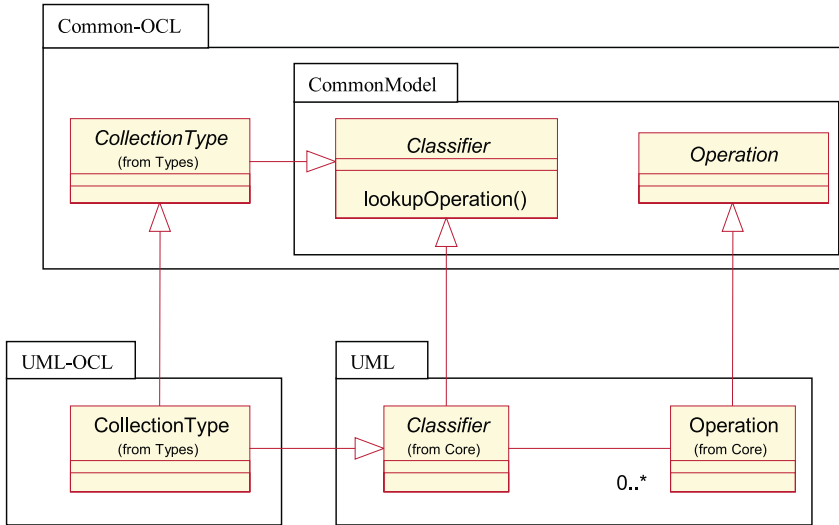 Common-OCL
CommonModel
CollectionType
(from Types)
Classifier
lookupOperation()
Operation
UML-OCL
UML
CollectionType
(from Types)
Classifier
(from Core)
Operation
(from Core)
0..*